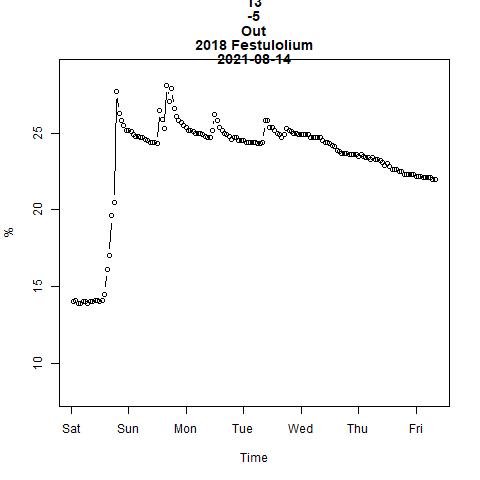 13
-5
Out
2018 Festulolium
2021-08-14
%
25
20
15
10
Sat
Sun
Mon
Tue
Wed
Thu
Fri
Time